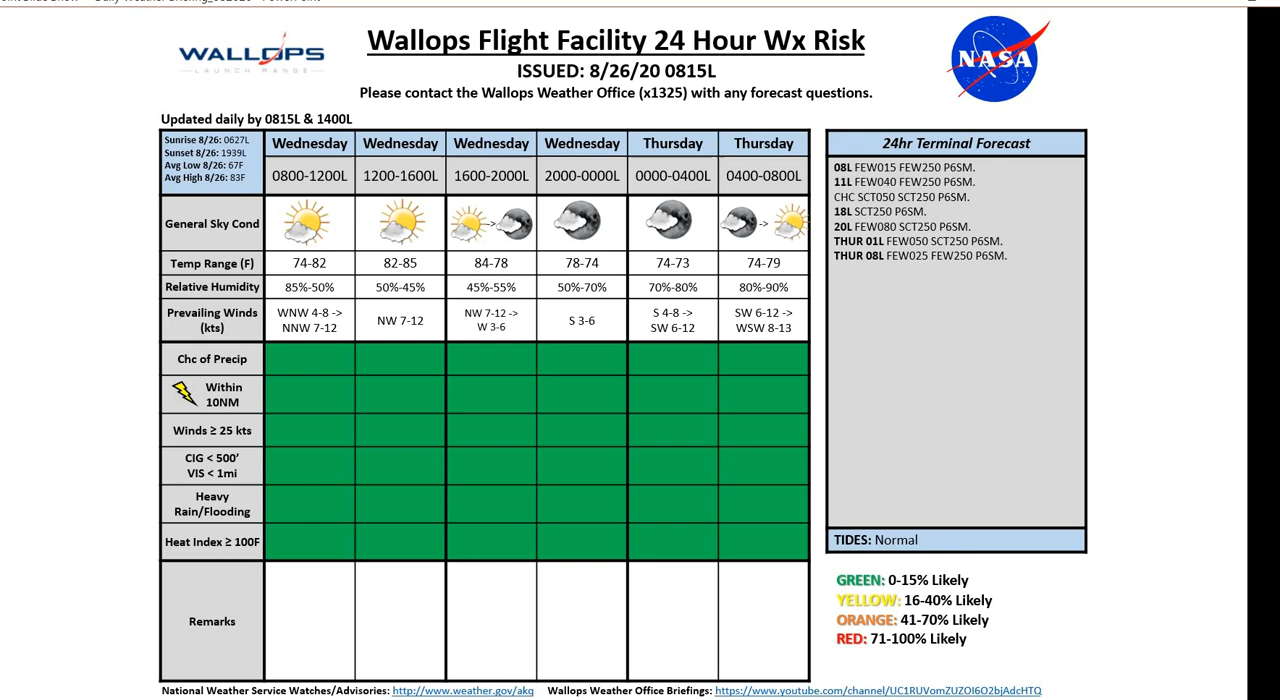 WALLOPS
LAUNCH RANGE
Wallops Flight Facility 24 Hour Wx Risk
ISSUED: 8/26/20 0815L
Please contact the Wallops Weather Office (x1325) with any forecast questions.
NASA
Updated daily by 0815L & 1400L
Sunrise 8/26: 0627L
Sunset 8/26: 1939L
Avg Low 8/26: 67F
Avg High 8/26: 83F
Wednesday Wednesday Wednesday Wednesday Thursday Thursday
0800-1200L 1200-1600L 1600-2000L 2000-0000L 0000-0400L 0400-0800L
General Sky Cond -> ->
Temp Range (F) 74-82 82-85 84-78 78-74 74-73 74-79
Relative Humidity 85%-50% 50%-45% 45%-55% 50%-70% 70%-80% 80%-90%
Prevailing Winds (kts) WNW 4-8 -> NNW 7-12 NW 7-12 NW 7-12 -> W 3-6 S 3-6 S 4-8 -> SW 6-12 SW 6-12 -> WSW 8-13
Chc of Precip
Within
10NM
Winds ≥ 25 kts
CIG < 500’
VIS < 1mi
Heavy
Rain/Flooding
Heat Index ≥ 100F
Remarks
24hr Terminal Forecast
08L FEW015 FEW250 P6SM.
11L FEW040 FEW250 P6SM.
CHC SCT050 SCT250 P6SM.
18L SCT250 P6SM.
20L FEW080 SCT250 P6SM.
THUR 01L FEW050 SCT250 P6SM.
THUR 08L FEW025 FEW250 P6SM.
TIDES: Normal
GREEN: 0-15% Likely
YELLOW: 16-40% Likely
ORANGE: 41-70% Likely
RED: 71-100% Likely
National Weather Service Watches/Advisories: http://www.weather.gov/akq Wallops Weather Office Briefings: https://www.youtube.com/channel/UC1RUVomZUZOI6O2bjAdcHTQ